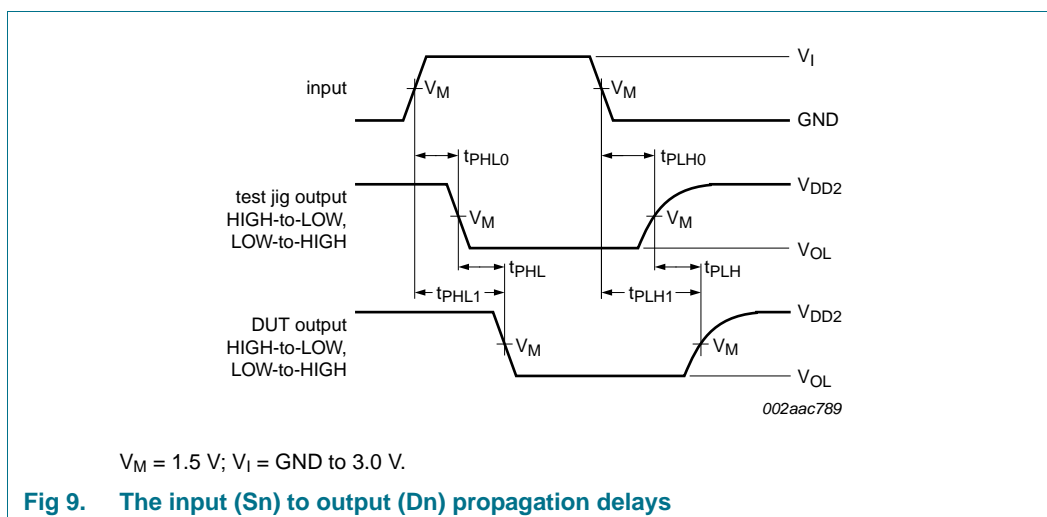 V_I
input
V_M
V_M
GND
t_PHL0
t_PLH0
V_DD2
test jig output
HIGH-to-LOW,
LOW-to-HIGH
V_M
V_M
V_OL
t_PHL
t_PLH
t_PHL1
t_PLH1
V_DD2
DUT output
HIGH-to-LOW,
LOW-to-HIGH
V_M
V_M
V_OL
002aac789
V_M = 1.5 V; V_I = GND to 3.0 V.
Fig 9. The input (Sn) to output (Dn) propagation delays